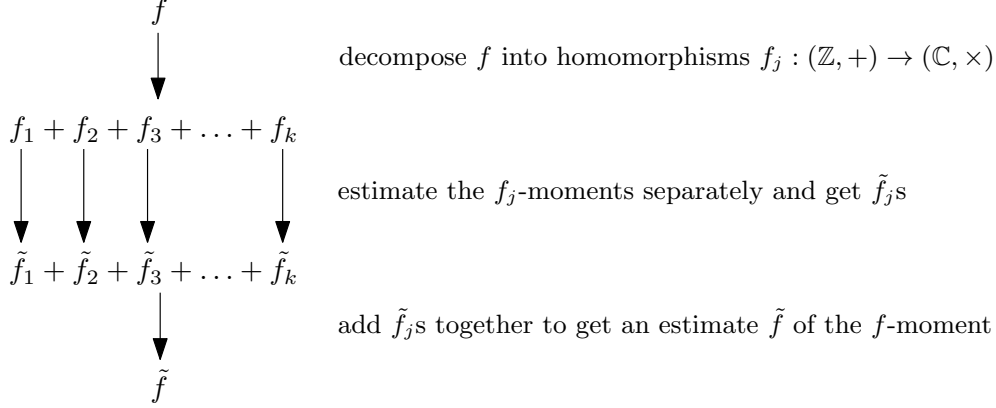 f
decompose f into homomorphisms f_j : (ℤ, +) → (ℂ, ×)
f_1 + f_2 + f_3 + … + f_k
estimate the f_j-moments separately and get f̃_js
f̃_1 + f̃_2 + f̃_3 + … + f̃_k
add f̃_js together to get an estimate f̃ of the f-moment
f̃